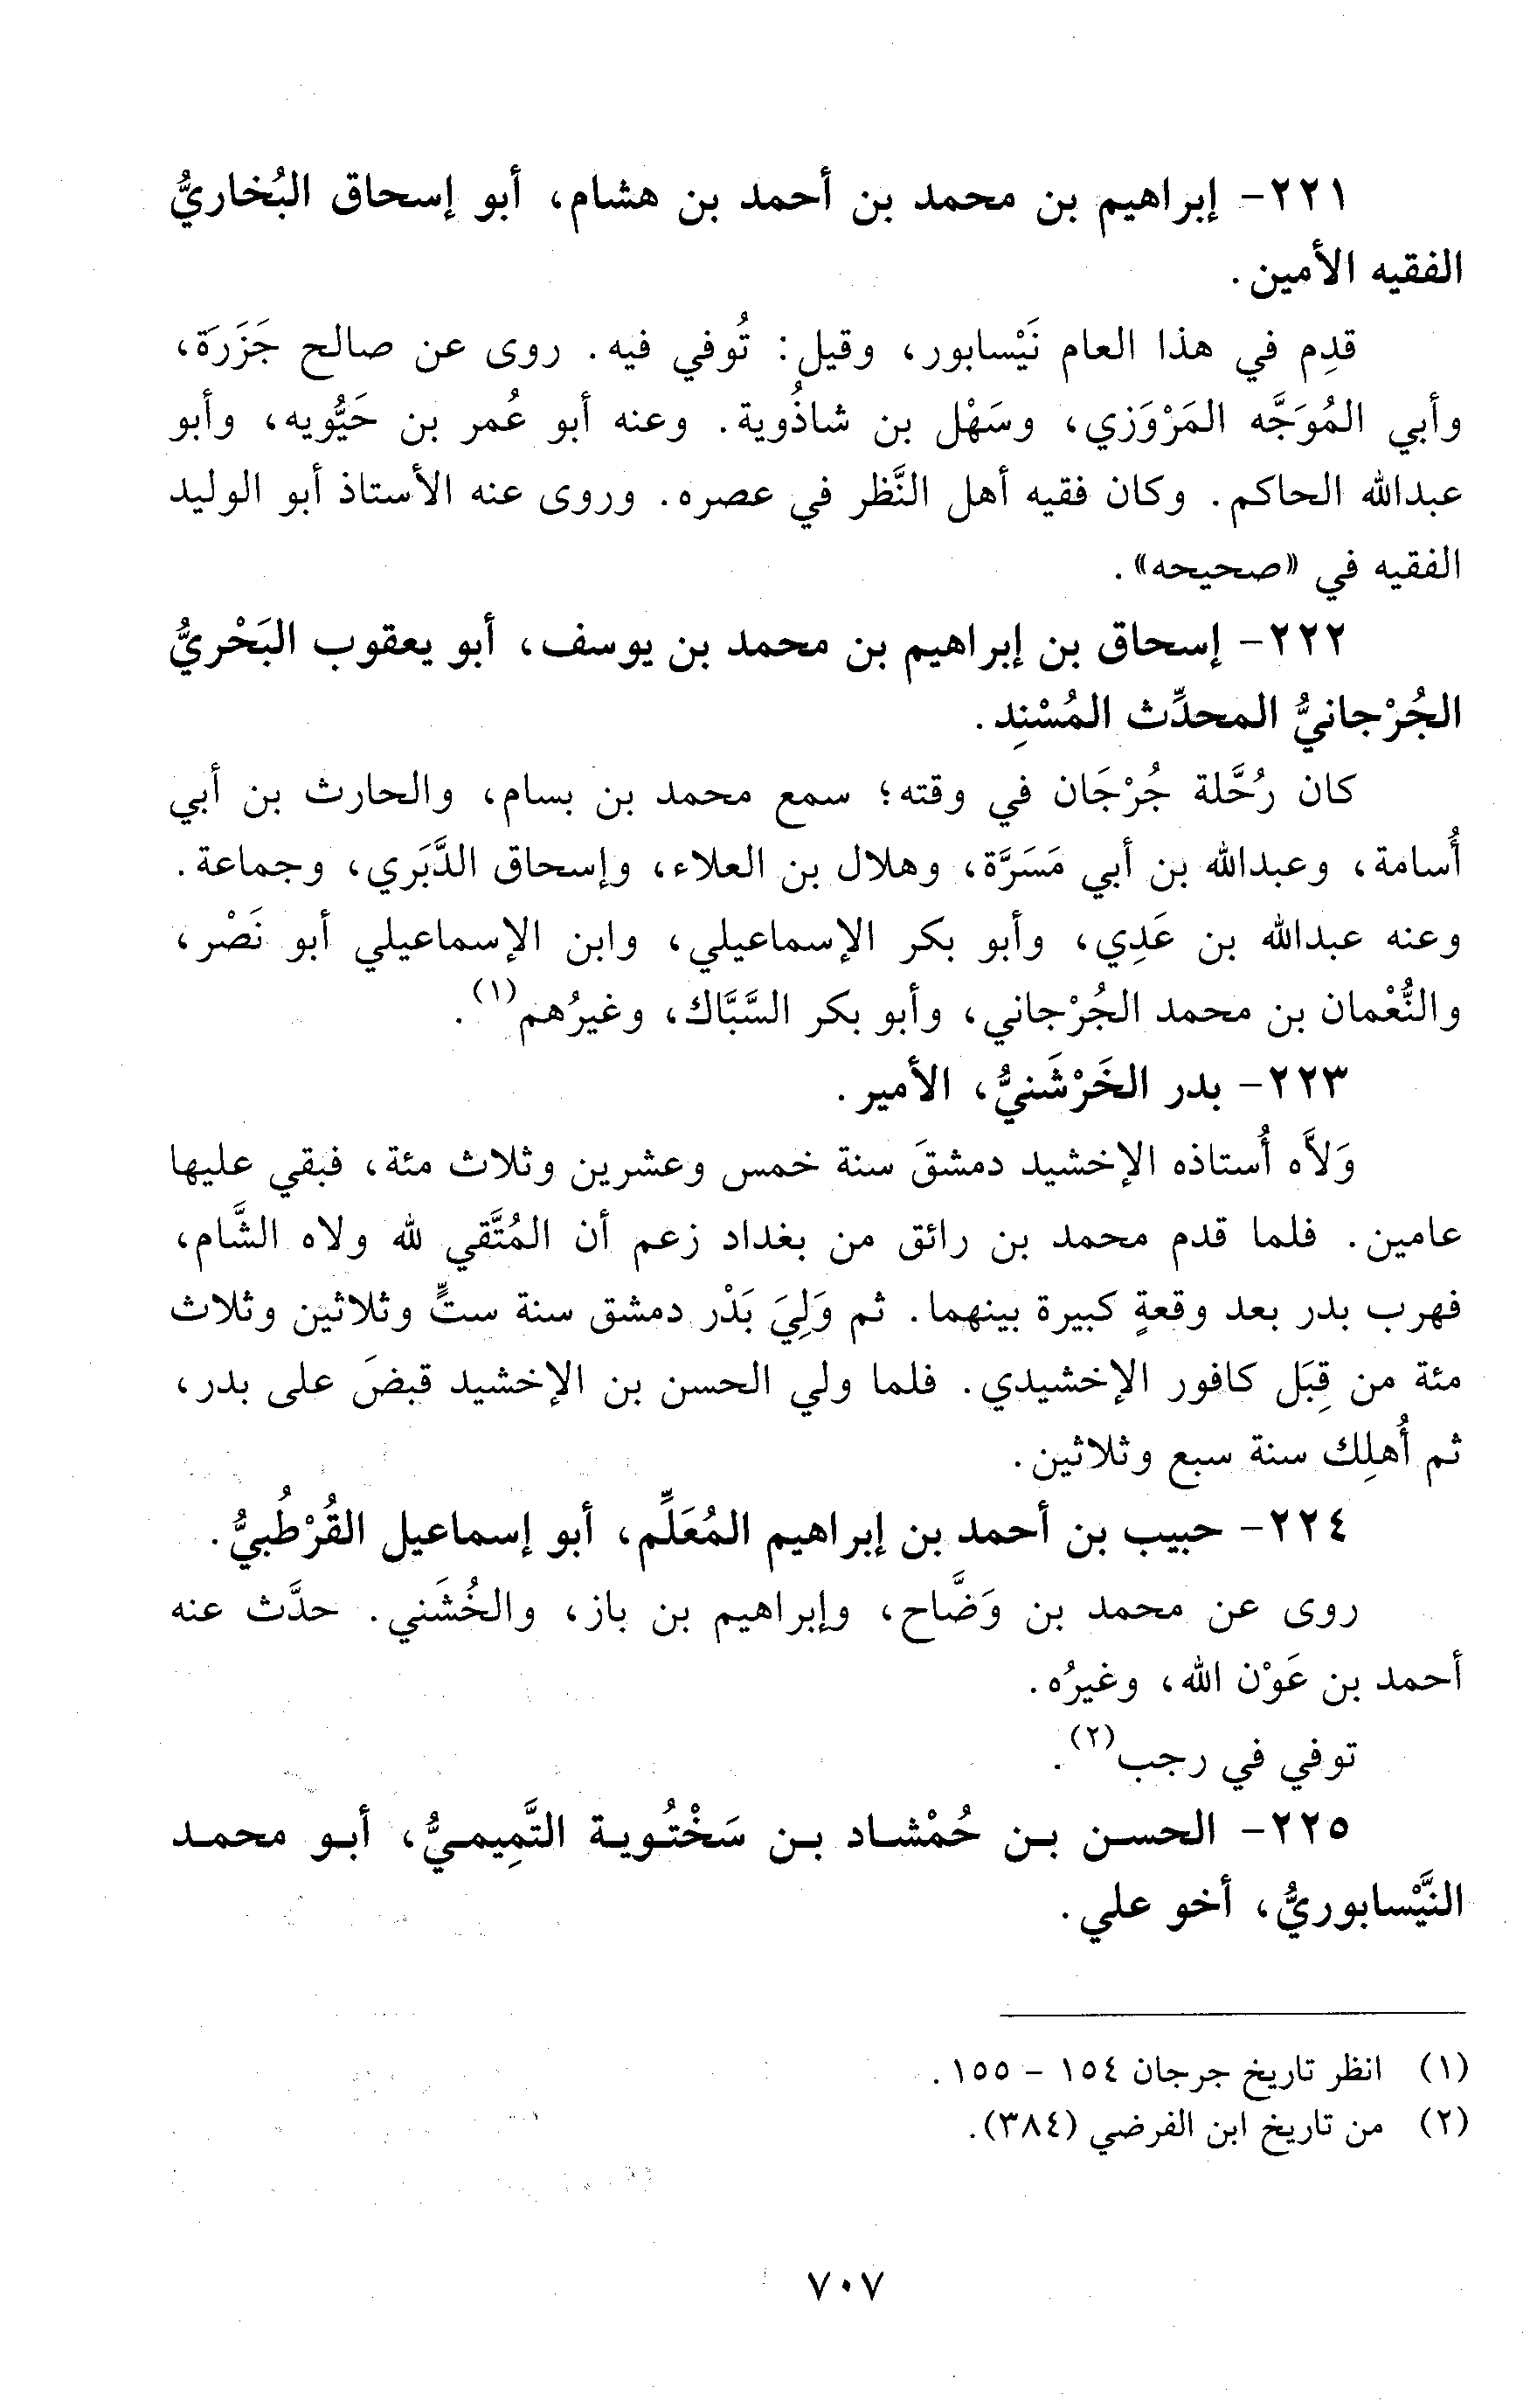 ٢٢١- إبراهيم بن محمد بن أحمد بن هشام، أبو إسحاق البُخاريُّ
الفقيه الأمين.
قدِم في هذا العام نَيْسابور، وقيل: تُوفي فيه. روى عن صالح جَزَرَة،
وأبي المُوَجَّه المَرْوَزي، وسَهْل بن شاذُوية. وعنه أبو عُمر بن حَيُّويه، وأبو
عبدالله الحاكم. وكان فقيه أهل النَّظر في عصره. وروى عنه الأستاذ أبو الوليد
الفقيه في «صحيحه».
٢٢٢- إسحاق بن إبراهيم بن محمد بن يوسف، أبو يعقوب البَحْريُّ
الجُرْجانيُّ المحدِّث المُسْنِد.
كان رُحَّلة جُرْجَان في وقته؛ سمع محمد بن بسام، والحارث بن أبي
أُسامة، وعبدالله بن أبي مَسَرَّة، وهلال بن العلاء، وإسحاق الدَّبَري، وجماعة.
وعنه عبدالله بن عَدِي، وأبو بكر الإسماعيلي، وابن الإسماعيلي أبو نَصْر،
والنُّعْمان بن محمد الجُرْجاني، وأبو بكر السَّبَّاك، وغيرُهم(١).
٢٢٣- بدر الخَرْشَنيُّ، الأمير.
وَلاَّه أُستاذه الإخشيد دمشقَ سنة خمس وعشرين وثلاث مئة، فبقي عليها
عامين. فلما قدم محمد بن رائق من بغداد زعم أن المُتَّقي لله ولاه الشَّام،
فهرب بدر بعد وقعةٍ كبيرة بينهما. ثم وَلِيَ بَدْر دمشق سنة ستٍّ وثلاثين وثلاث
مئة من قِبَل كافور الإخشيدي. فلما ولي الحسن بن الإخشيد قبضَ على بدر،
ثم أُهلِك سنة سبع وثلاثين.
٢٢٤- حبيب بن أحمد بن إبراهيم المُعَلِّم، أبو إسماعيل القُرْطُبيُّ.
روى عن محمد بن وَضَّاح، وإبراهيم بن باز، والخُشَني. حدَّث عنه
أحمد بن عَوْن الله، وغيرُه.
توفي في رجب(٢).
٢٢٥- الحسـن بـن حُمْشـاد بـن سَخْتُـويـة التَّمِيمـيُّ، أبـو محمـد
النَّيْسابوريُّ، أخو علي.
(١) انظر تاريخ جرجان ١٥٤ - ١٥٥.
(٢) من تاريخ ابن الفرضي (٣٨٤).
٧٠٧